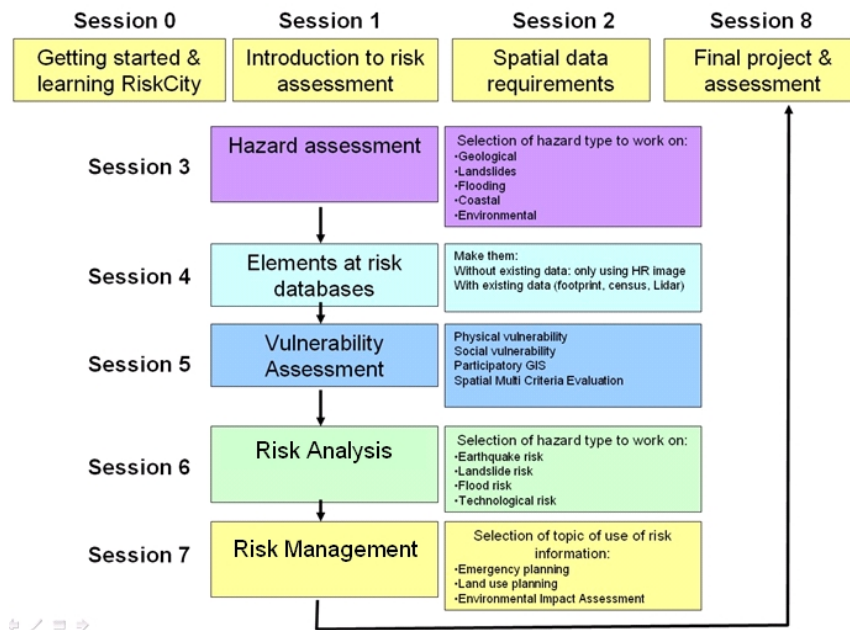 Session 0
Session 1
Session 2
Session 8
Getting started &
learning RiskCity
Introduction to risk
assessment
Spatial data
requirements
Final project &
assessment
Session 3
Hazard assessment
Selection of hazard type to work on:
•Geological
•Landslides
•Flooding
•Coastal
•Environmental
Session 4
Elements at risk
databases
Make them:
Without existing data: only using HR image
With existing data (footprint, census, Lidar)
Session 5
Vulnerability
Assessment
Physical vulnerability
Social vulnerability
Participatory GIS
Spatial Multi Criteria Evaluation
Session 6
Risk Analysis
Selection of hazard type to work on:
•Earthquake risk
•Landslide risk
•Flood risk
•Technological risk
Session 7
Risk Management
Selection of topic of use of risk
information:
•Emergency planning
•Land use planning
•Environmental Impact Assessment